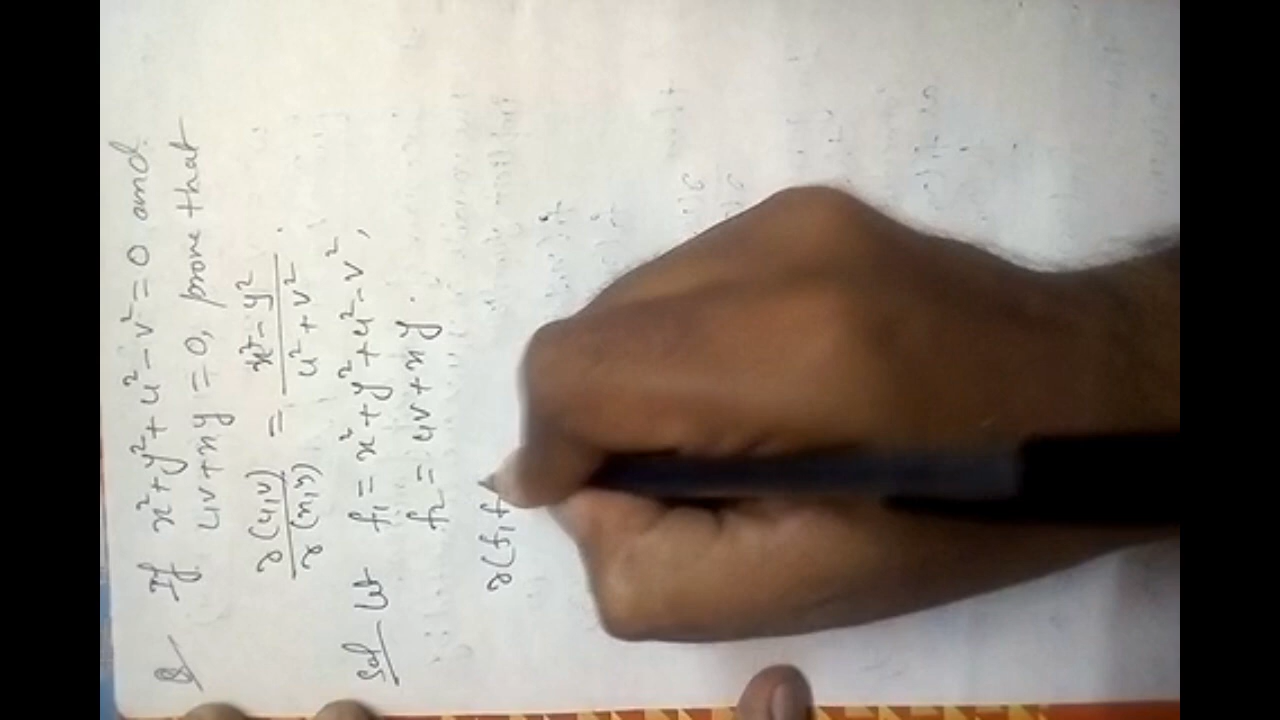 Q If x²+y²+u²-v²=0 and
uv+xy=0, prove that
∂(u,v)/∂(x,y) = x²-y²/u²+v².
Sol Let f₁=x²+y²+u²-v²,
f₂=uv+xy.
∂(f₁,f